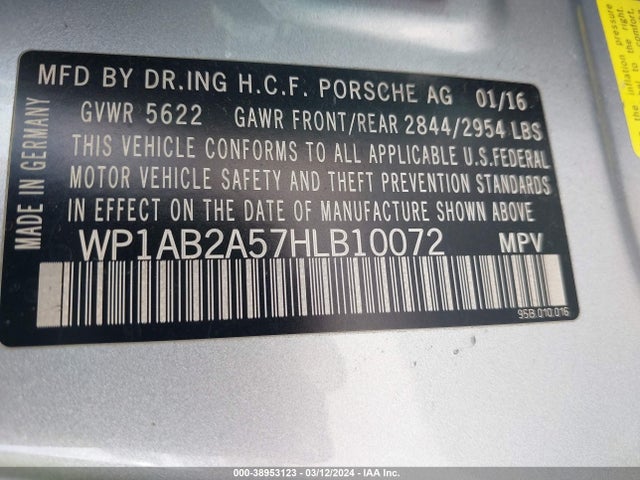 MFD BY DR.ING H.C.F. PORSCHE AG 01/16
GVWR 5622 GAWR FRONT/REAR 2844/2954 LBS
THIS VEHICLE CONFORMS TO ALL APPLICABLE U.S.FEDERAL
MOTOR VEHICLE SAFETY AND THEFT PREVENTION STANDARDS
IN EFFECT ON THE DATE OF MANUFACTURE SHOWN ABOVE
WP1AB2A57HLB10072 MPV
95B.010.016
MADE IN GERMANY
000-38953123 - 03/12/2024 - IAA Inc.